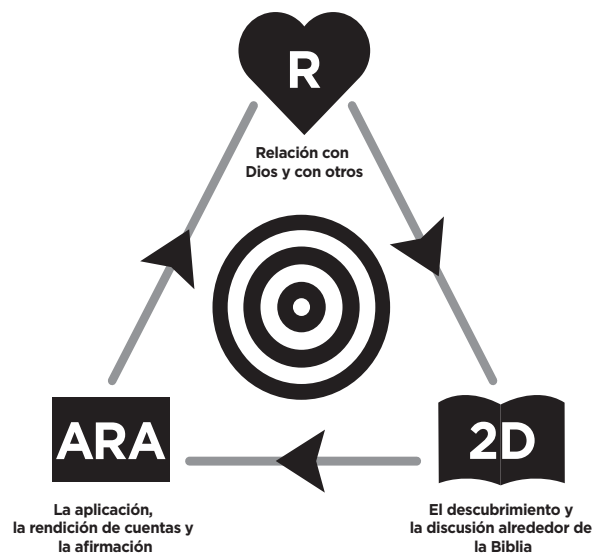 R
Relación con
Dios y con otros
ARA
La aplicación,
la rendición de cuentas y
la afirmación
2D
El descubrimiento y
la discusión alrededor de
la Biblia